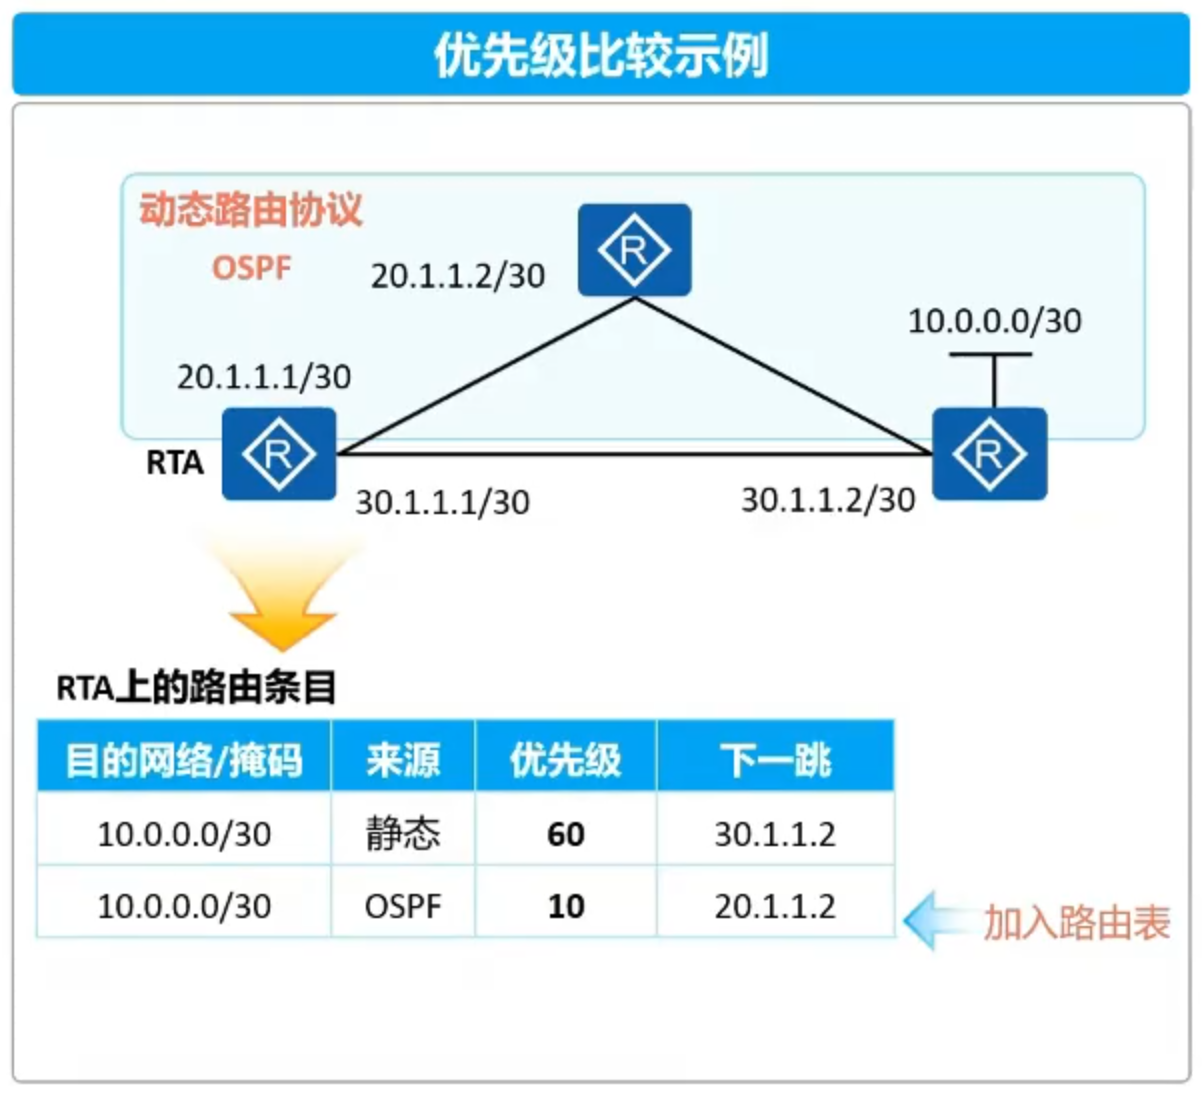 优先级比较示例
动态路由协议
OSPF
20.1.1.2/30
R
10.0.0.0/30
20.1.1.1/30
RTA
R
R
30.1.1.1/30
30.1.1.2/30
RTA上的路由条目
目的网络/掩码 来源 优先级 下一跳
10.0.0.0/30 静态 60 30.1.1.2
10.0.0.0/30 OSPF 10 20.1.1.2
加入路由表